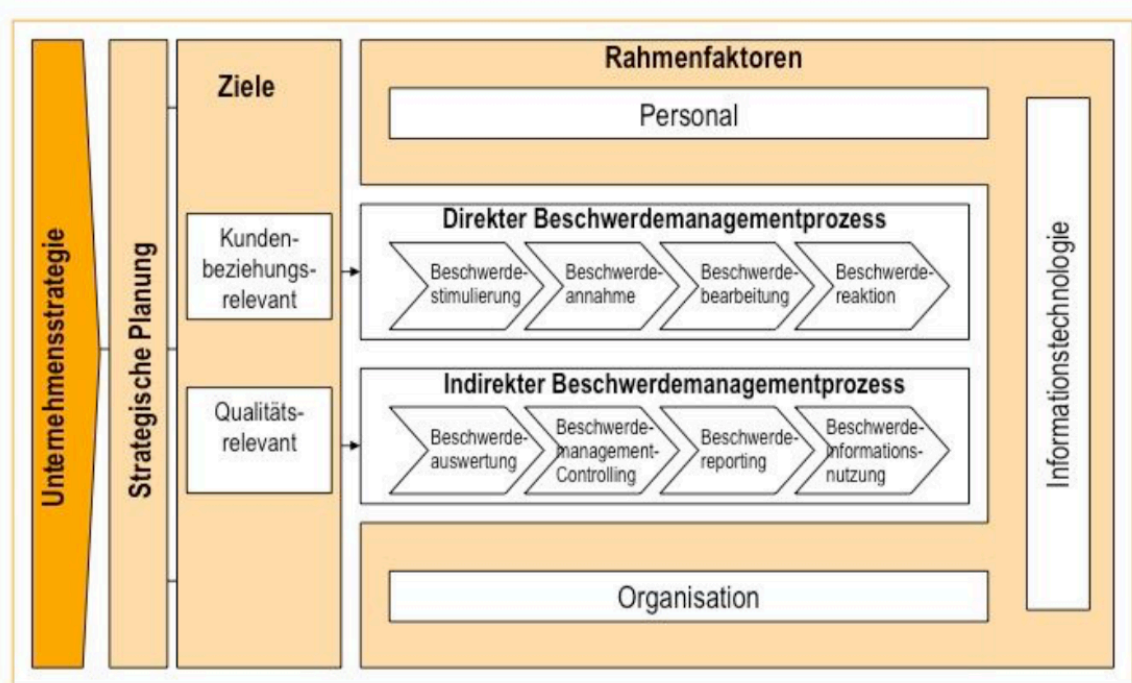 Unternehmensstrategie
Strategische Planung
Ziele
Kunden-
beziehungs-
relevant
Qualitäts-
relevant
Rahmenfaktoren
Personal
Direkter Beschwerdemanagementprozess
Beschwerde-
stimulierung
Beschwerde-
annahme
Beschwerde-
bearbeitung
Beschwerde-
reaktion
Indirekter Beschwerdemanagementprozess
Beschwerde-
auswertung
Beschwerde-
management-
Controlling
Beschwerde-
reporting
Beschwerde-
informations-
nutzung
Organisation
Informationstechnologie